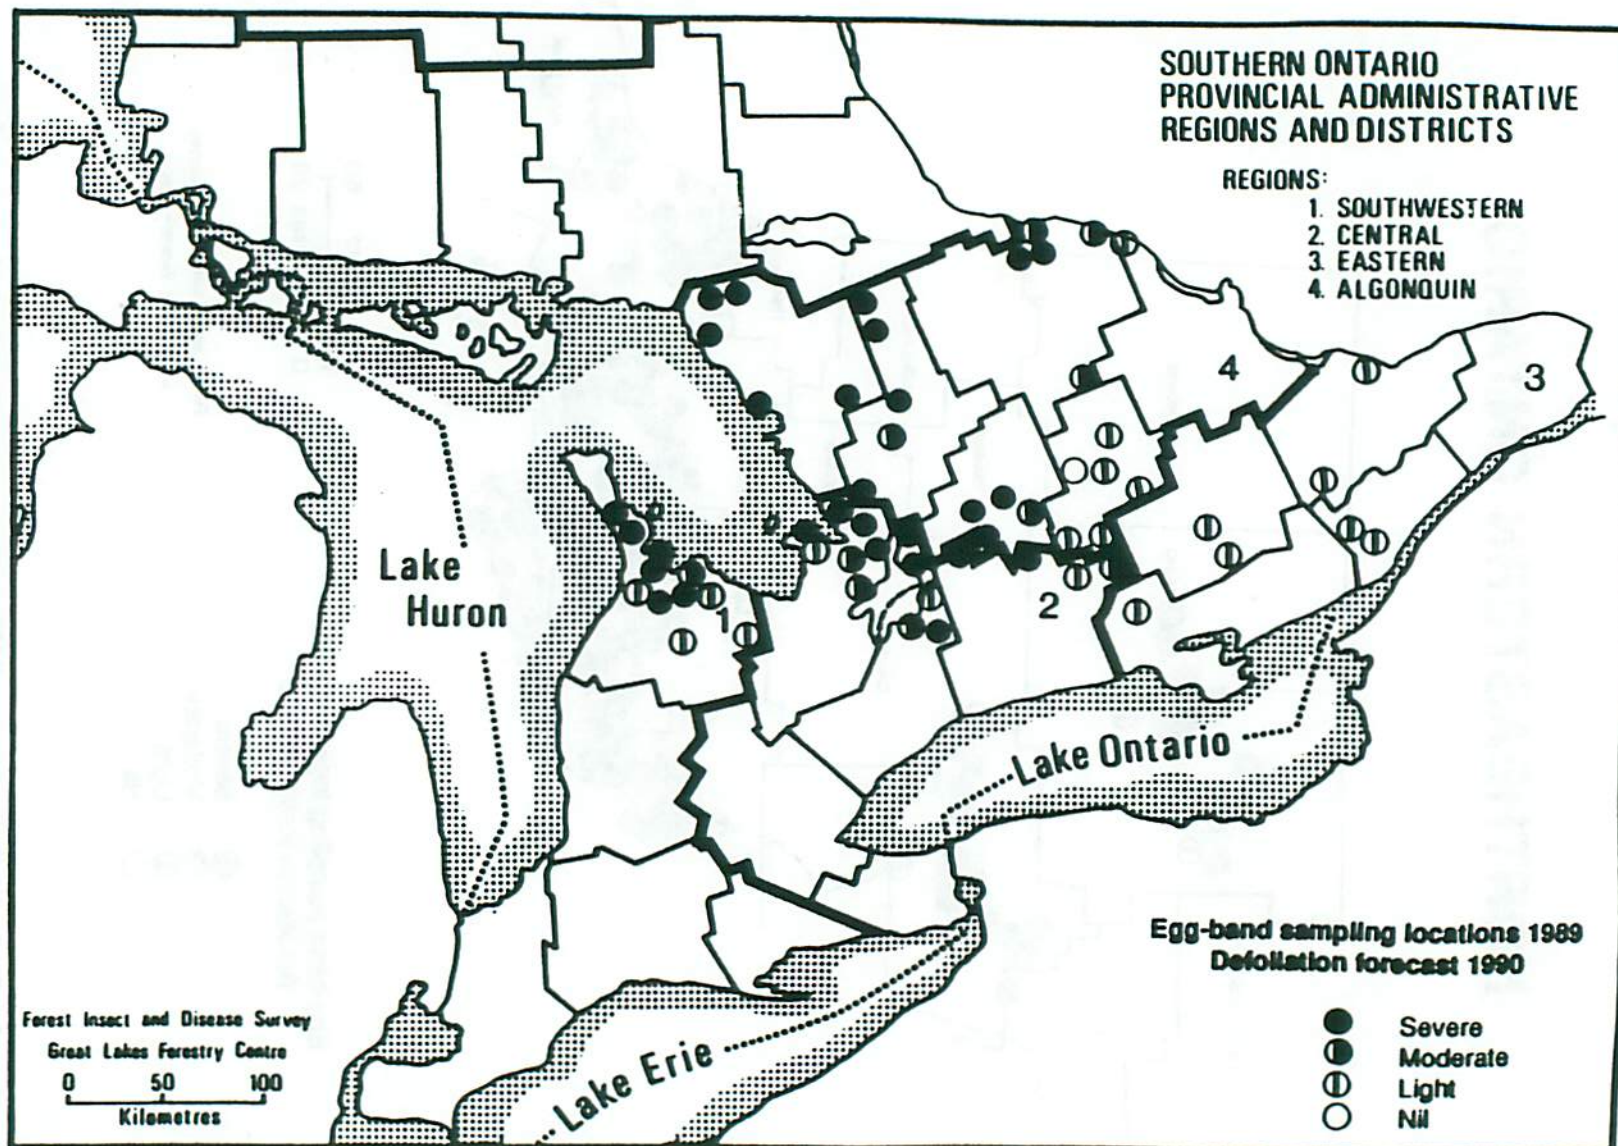 SOUTHERN ONTARIO
PROVINCIAL ADMINISTRATIVE
REGIONS AND DISTRICTS
REGIONS:
1. SOUTHWESTERN
2. CENTRAL
3. EASTERN
4. ALGONQUIN
4
3
Lake
Huron
1
2
Lake Ontario
Egg-band sampling locations 1989
Defoliation forecast 1990
Severe
Moderate
Light
Nil
Forest Insect and Disease Survey
Great Lakes Forestry Centre
0 50 100
Kilometres
Lake Erie